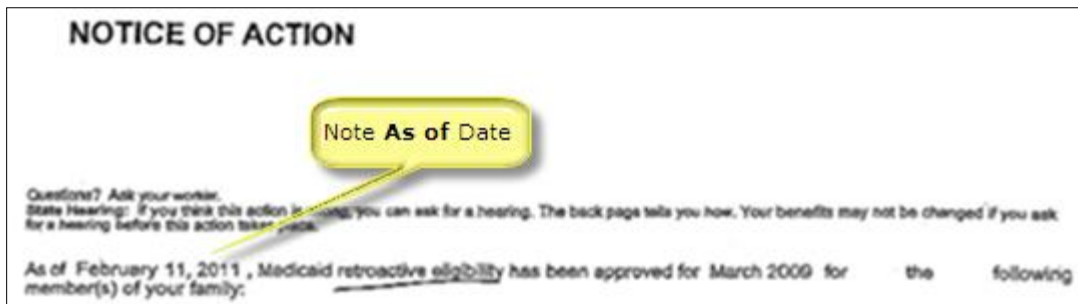 NOTICE OF ACTION
Note As of Date
Questions? Ask your worker.
State Hearing: If you think this action is wrong, you can ask for a hearing. The back page tells you how. Your benefits may not be changed if you ask
for a hearing before this action takes place.
As of February 11, 2011 , Medicaid retroactive eligibility has been approved for March 2009 for the following
member(s) of your family: